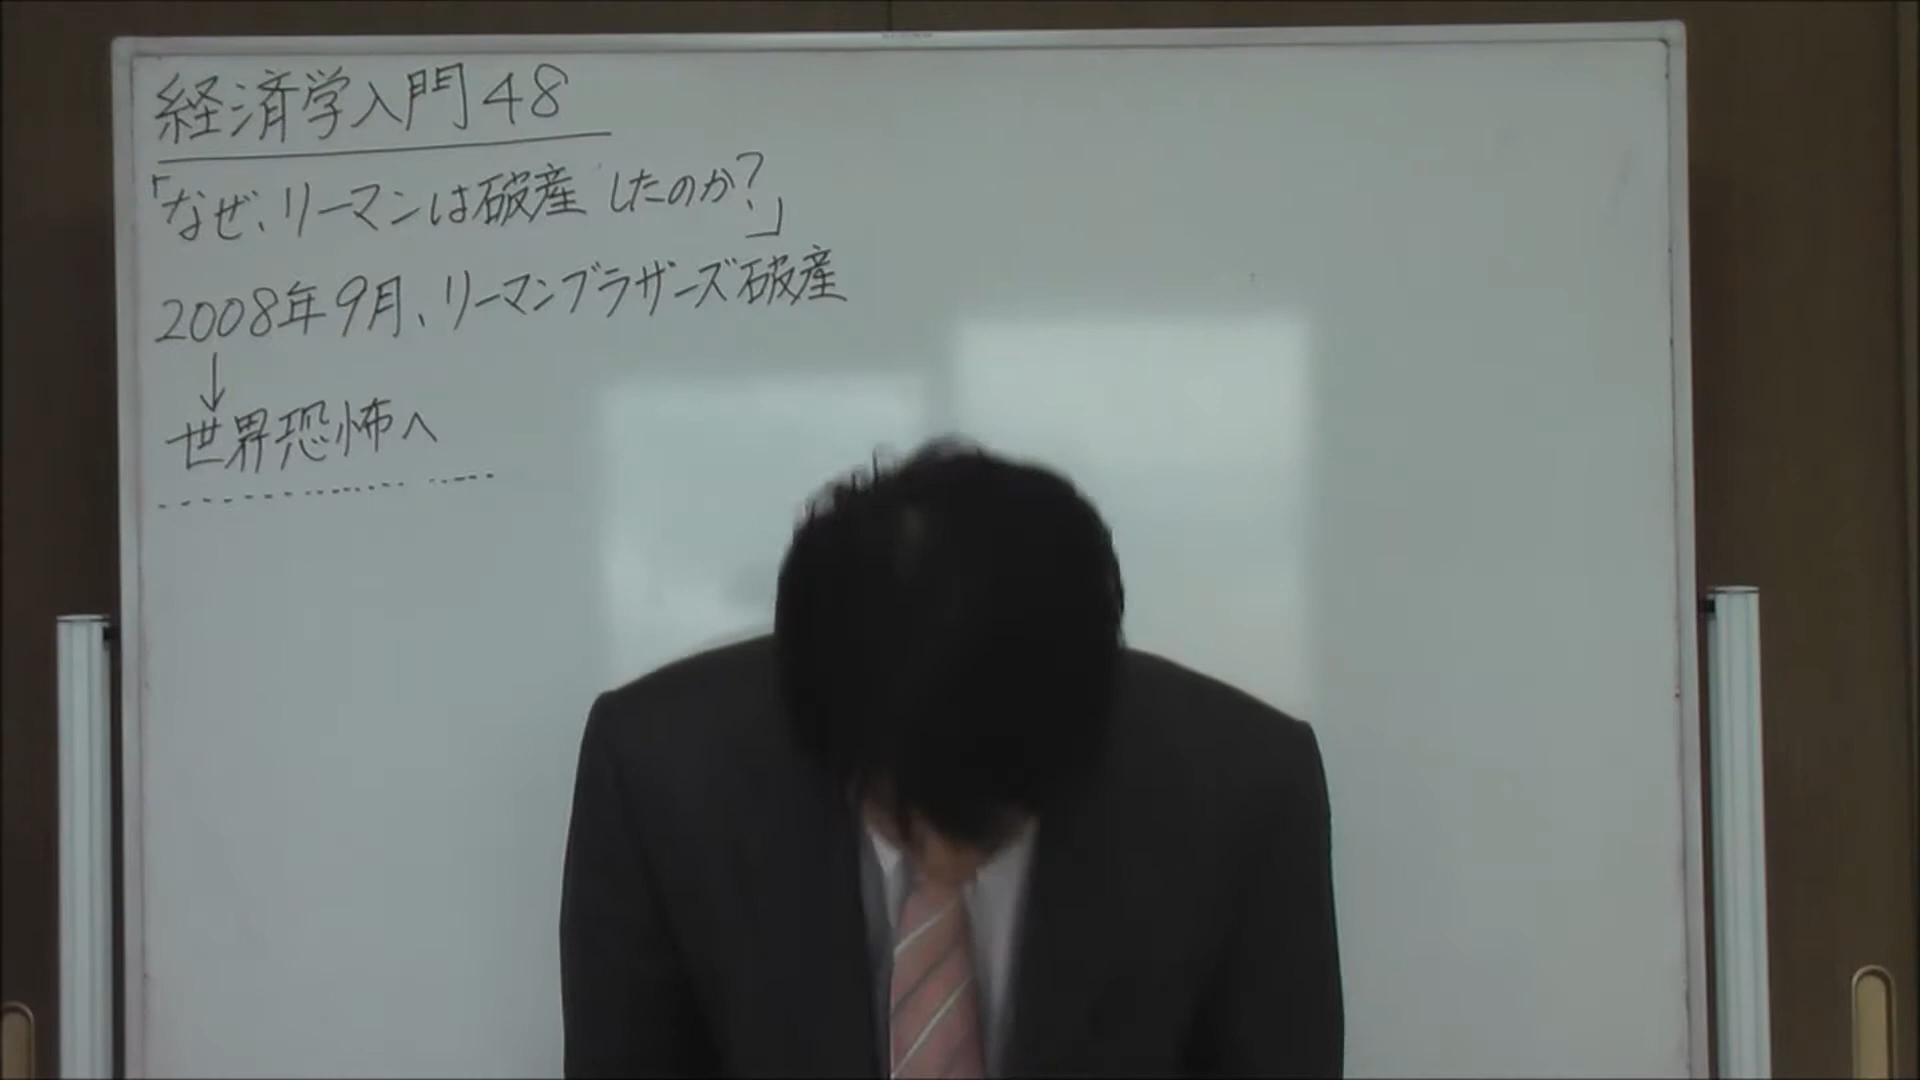 経済学入門48
「なぜ、リーマンは破産したのか?」
2008年9月、リーマンブラザーズ破産
↓
世界恐怖へ